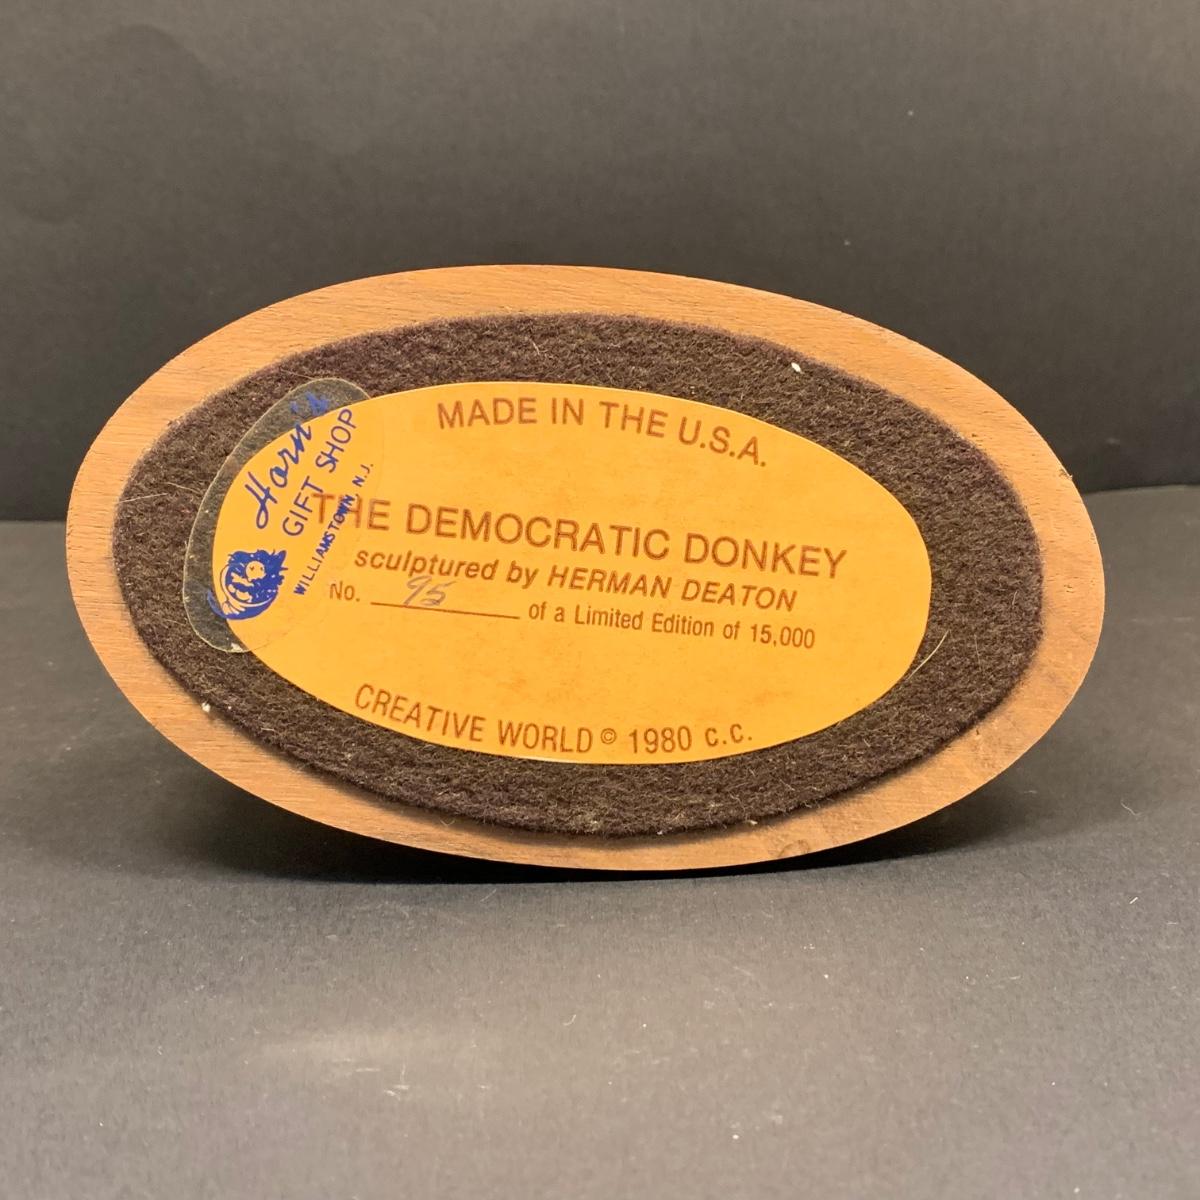 MADE IN THE U.S.A.
THE DEMOCRATIC DONKEY
sculptured by HERMAN DEATON
No. 95 of a Limited Edition of 15,000
CREATIVE WORLD © 1980 C.C.
Horn's
GIFT SHOP
WILLIAMSTOWN, N.J.